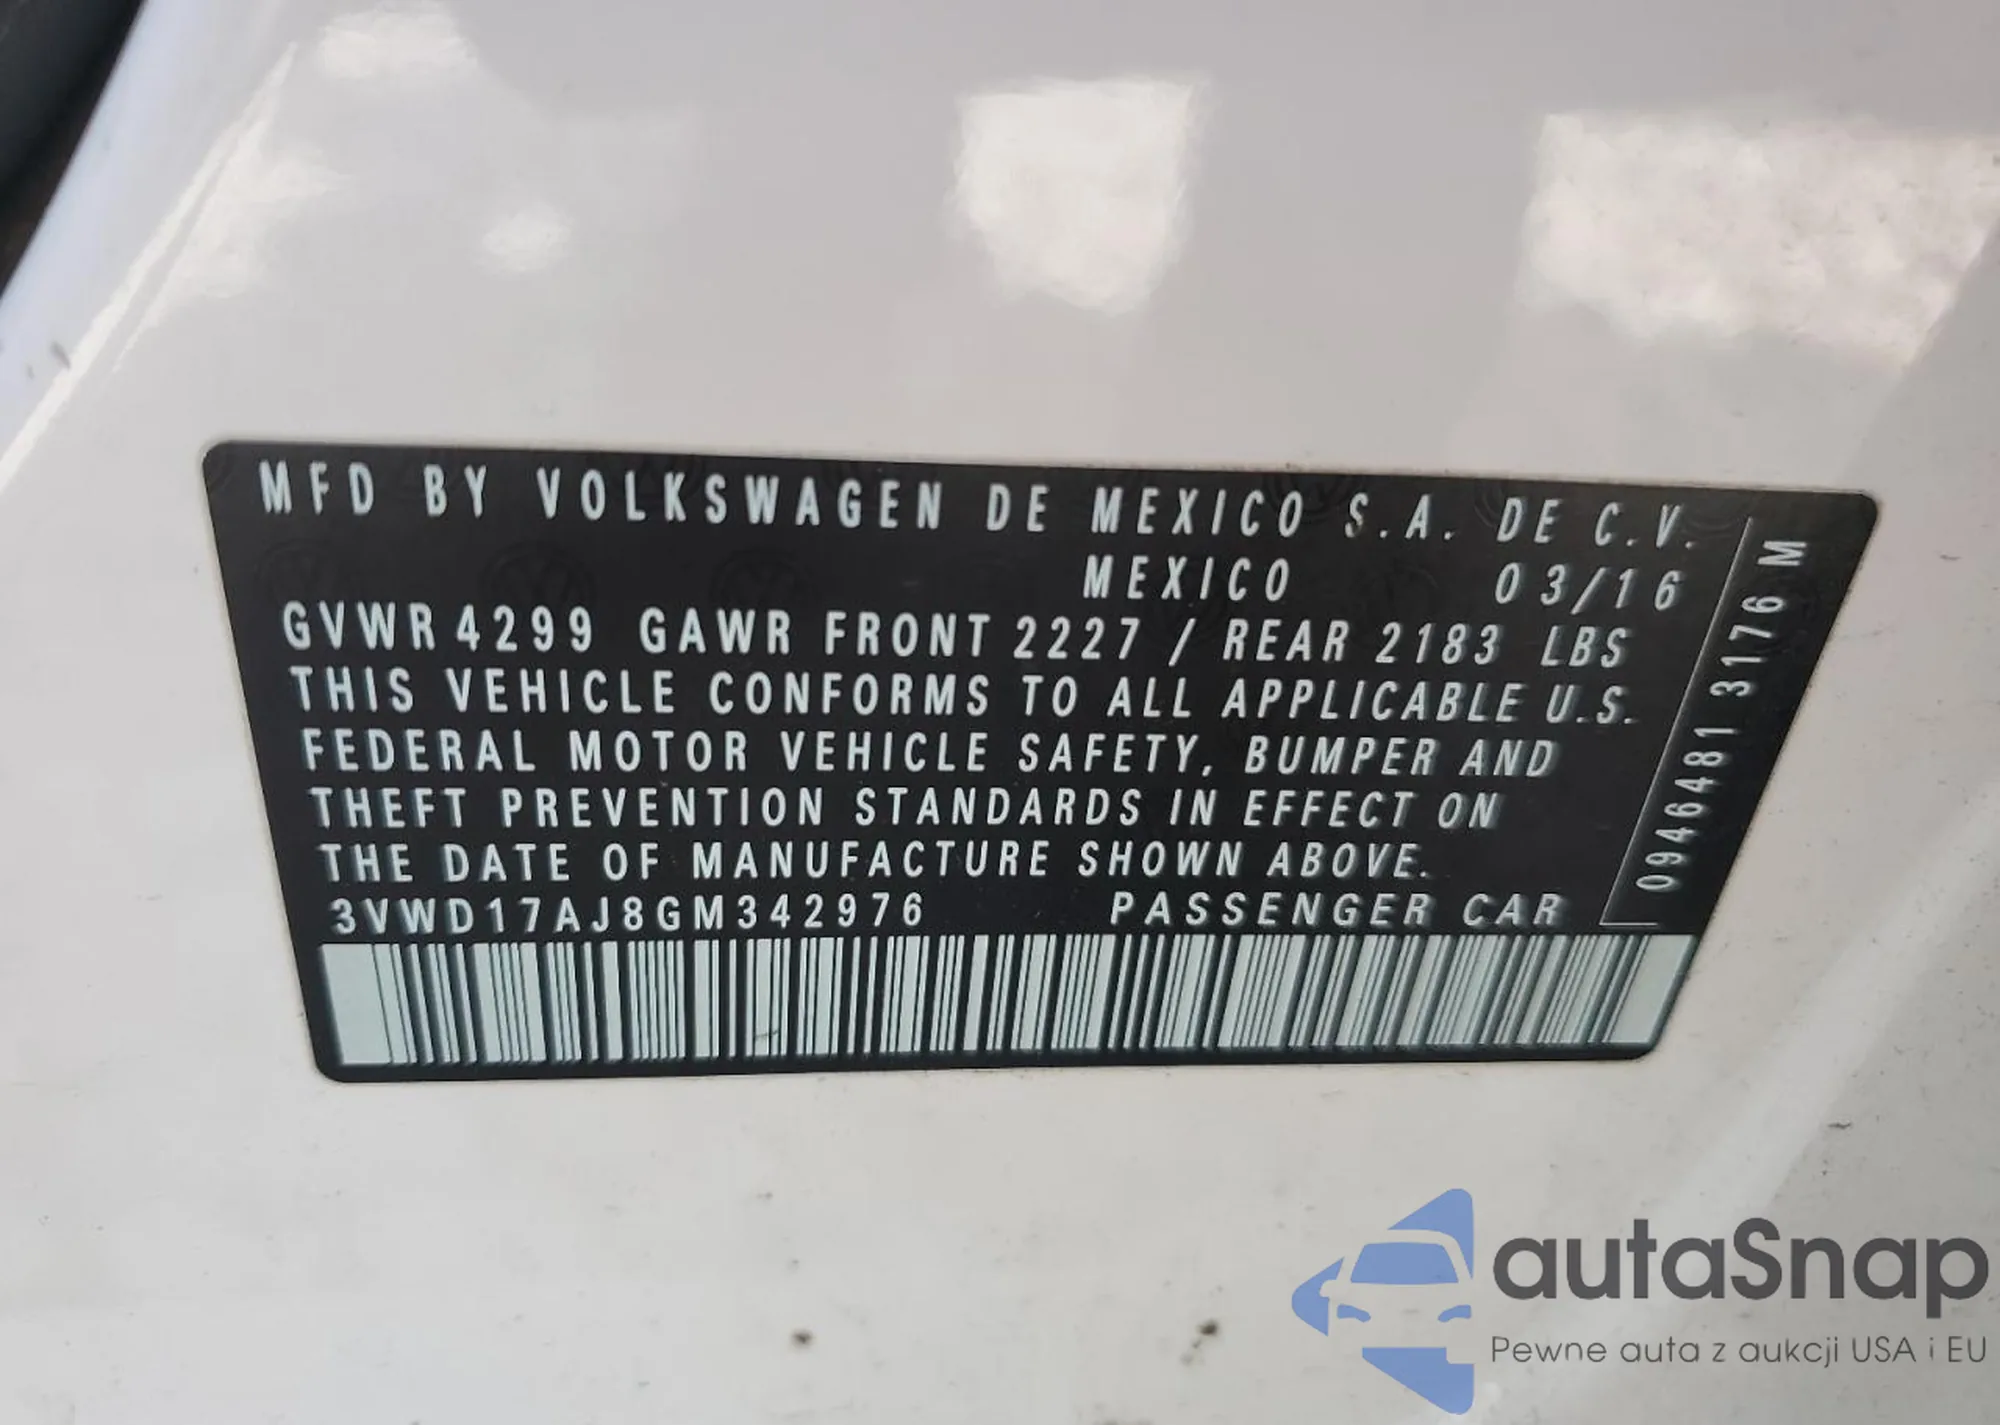 MFD BY VOLKSWAGEN DE MEXICO S.A. DE C.V.
MEXICO 03/16
GVWR 4299 GAWR FRONT 2227 / REAR 2183 LBS
THIS VEHICLE CONFORMS TO ALL APPLICABLE U.S.
FEDERAL MOTOR VEHICLE SAFETY, BUMPER AND
THEFT PREVENTION STANDARDS IN EFFECT ON
THE DATE OF MANUFACTURE SHOWN ABOVE.
3VWD17AJ8GM342976 PASSENGER CAR
0946481 3176 M
autaSnap
Pewne auta z aukcji USA i EU